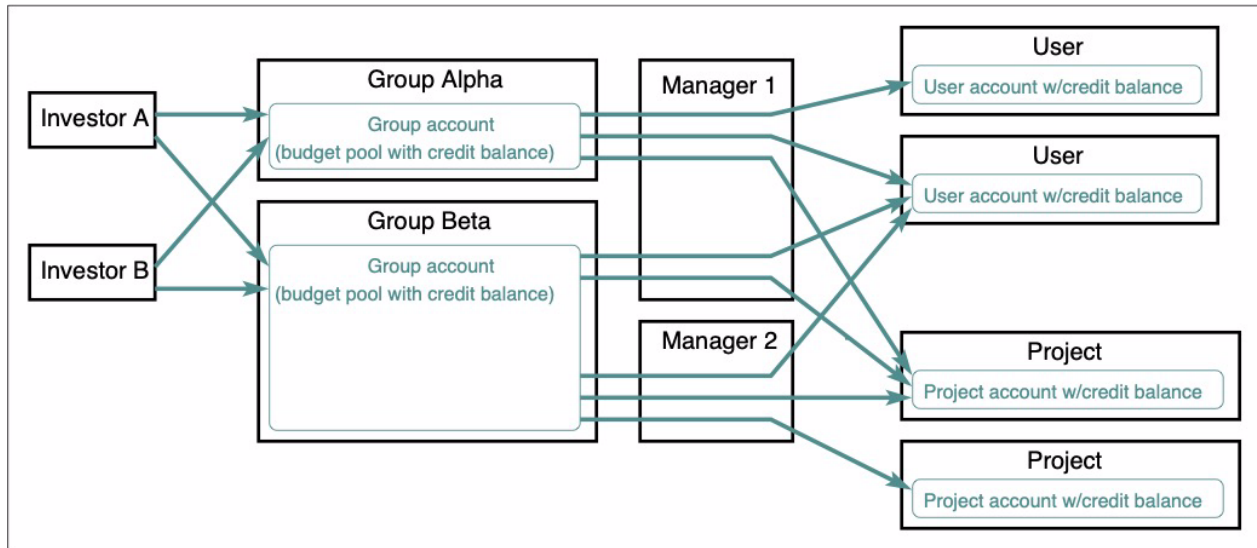 Investor A
Investor B
Group Alpha
Group account
(budget pool with credit balance)
Group Beta
Group account
(budget pool with credit balance)
Manager 1
Manager 2
User
User account w/credit balance
User
User account w/credit balance
Project
Project account w/credit balance
Project
Project account w/credit balance